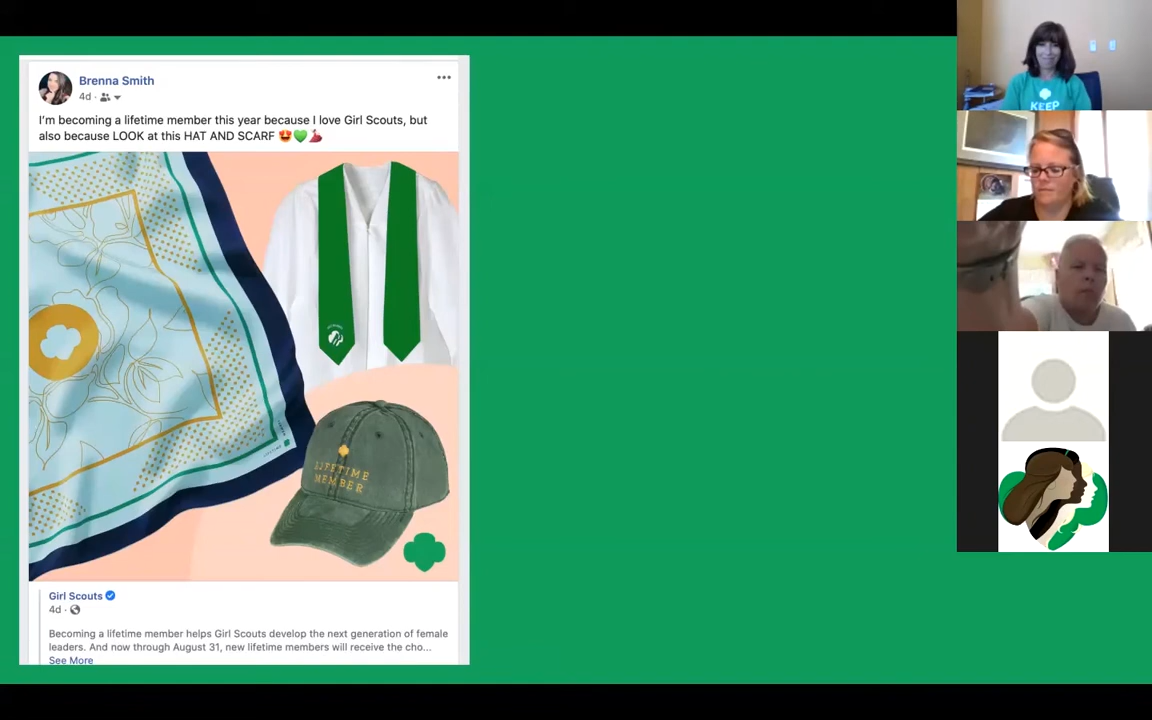 Brenna Smith
4d ·
I'm becoming a lifetime member this year because I love Girl Scouts, but
also because LOOK at this HAT AND SCARF 😍💚💃
LIFETIME
MEMBER
Girl Scouts
4d ·
Becoming a lifetime member helps Girl Scouts develop the next generation of female
leaders. And now through August 31, new lifetime members will receive the cho...
See More
KEEP